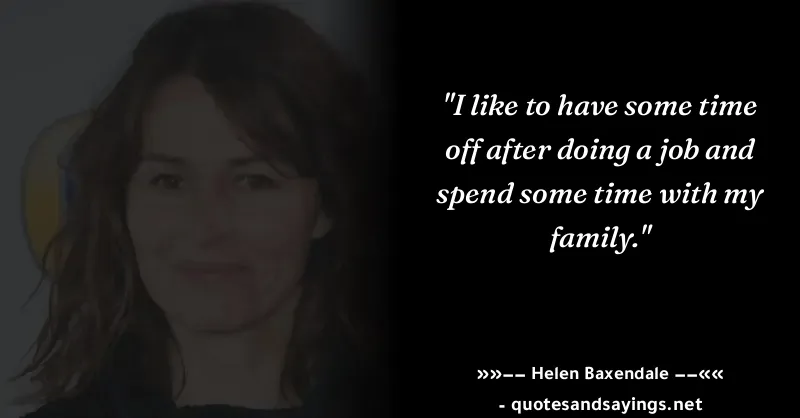 "I like to have some time
off after doing a job and
spend some time with my
family."
»»−− Helen Baxendale −−««
- quotesandsayings.net